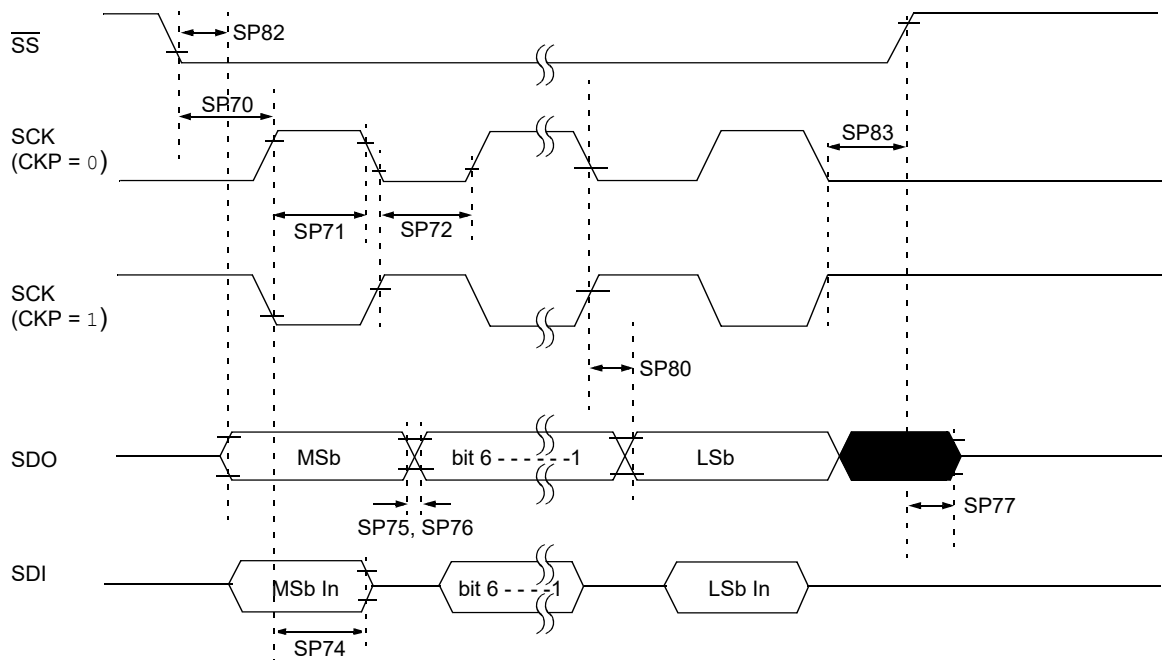 SS
SP82
SP70
SCK
(CKP = 0)
SP83
SP71
SP72
SCK
(CKP = 1)
SP80
SDO
MSb
bit 6 - - - - - -1
LSb
SP75, SP76
SP77
SDI
MSb In
bit 6 - - - -1
LSb In
SP74